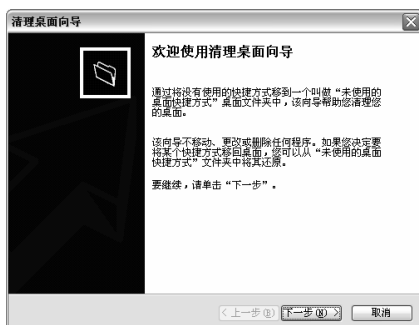 清理桌面向导
欢迎使用清理桌面向导
通过将没有使用的快捷方式移到一个叫做“未使用的
桌面快捷方式”桌面文件夹中，该向导帮助您清理您
的桌面。
该向导不移动、更改或删除任何程序。如果您决定要
将某个快捷方式移回桌面，您可以从“未使用的桌面
快捷方式”文件夹中将其还原。
要继续，请单击“下一步”。
<上一步(B) 下一步(N)> 取消